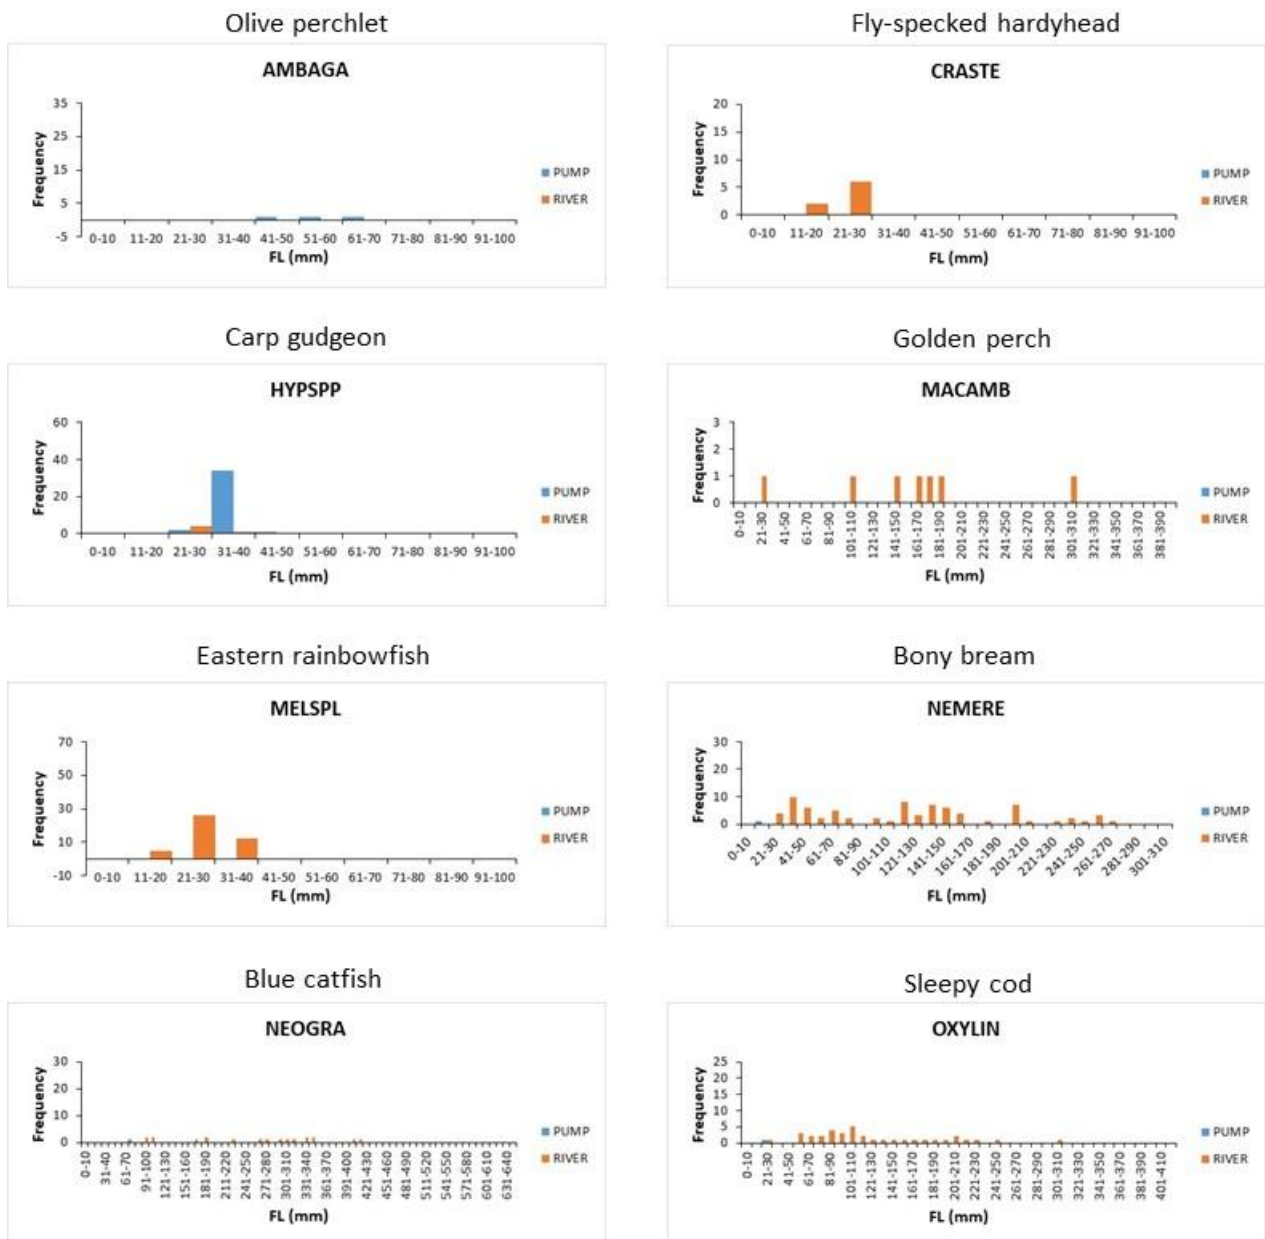 Olive perchlet
AMBAGA
35
25
15
5
-5
Frequency
0-10 11-20 21-30 31-40 41-50 51-60 61-70 71-80 81-90 91-100
FL (mm)
PUMP
RIVER
Fly-specked hardyhead
CRASTE
20
15
10
5
0
Frequency
0-10 11-20 21-30 31-40 41-50 51-60 61-70 71-80 81-90 91-100
FL (mm)
PUMP
RIVER
Carp gudgeon
HYPSPP
60
40
20
0
Frequency
0-10 11-20 21-30 31-40 41-50 51-60 61-70 71-80 81-90 91-100
FL (mm)
PUMP
RIVER
Golden perch
MACAMB
3
2
1
0
Frequency
0-10 21-30 41-50 61-70 81-90 101-110 121-130 141-150 161-170 181-190 201-210 221-230 241-250 261-270 281-290 301-310 321-330 341-350 361-370 381-390
FL (mm)
PUMP
RIVER
Eastern rainbowfish
MELSPL
70
50
30
10
-10
Frequency
0-10 11-20 21-30 31-40 41-50 51-60 61-70 71-80 81-90 91-100
FL (mm)
PUMP
RIVER
Bony bream
NEMERE
30
20
10
0
Frequency
0-10 21-30 41-50 61-70 81-90 101-110 121-130 141-150 161-170 181-190 201-210 221-230 241-250 261-270 281-290 301-310
FL (mm)
PUMP
RIVER
Blue catfish
NEOGRA
30
20
10
0
Frequency
0-10 31-40 61-70 91-100 121-130 151-160 181-190 211-220 241-250 271-280 301-310 331-340 361-370 391-400 421-430 451-460 481-490 511-520 541-550 571-580 601-610 631-640
FL (mm)
PUMP
RIVER
Sleepy cod
OXYLIN
25
20
15
10
5
0
Frequency
0-10 21-30 41-50 61-70 81-90 101-110 121-130 141-150 161-170 181-190 201-210 221-230 241-250 261-270 281-290 301-310 321-330 341-350 361-370 381-390 401-410
FL (mm)
PUMP
RIVER